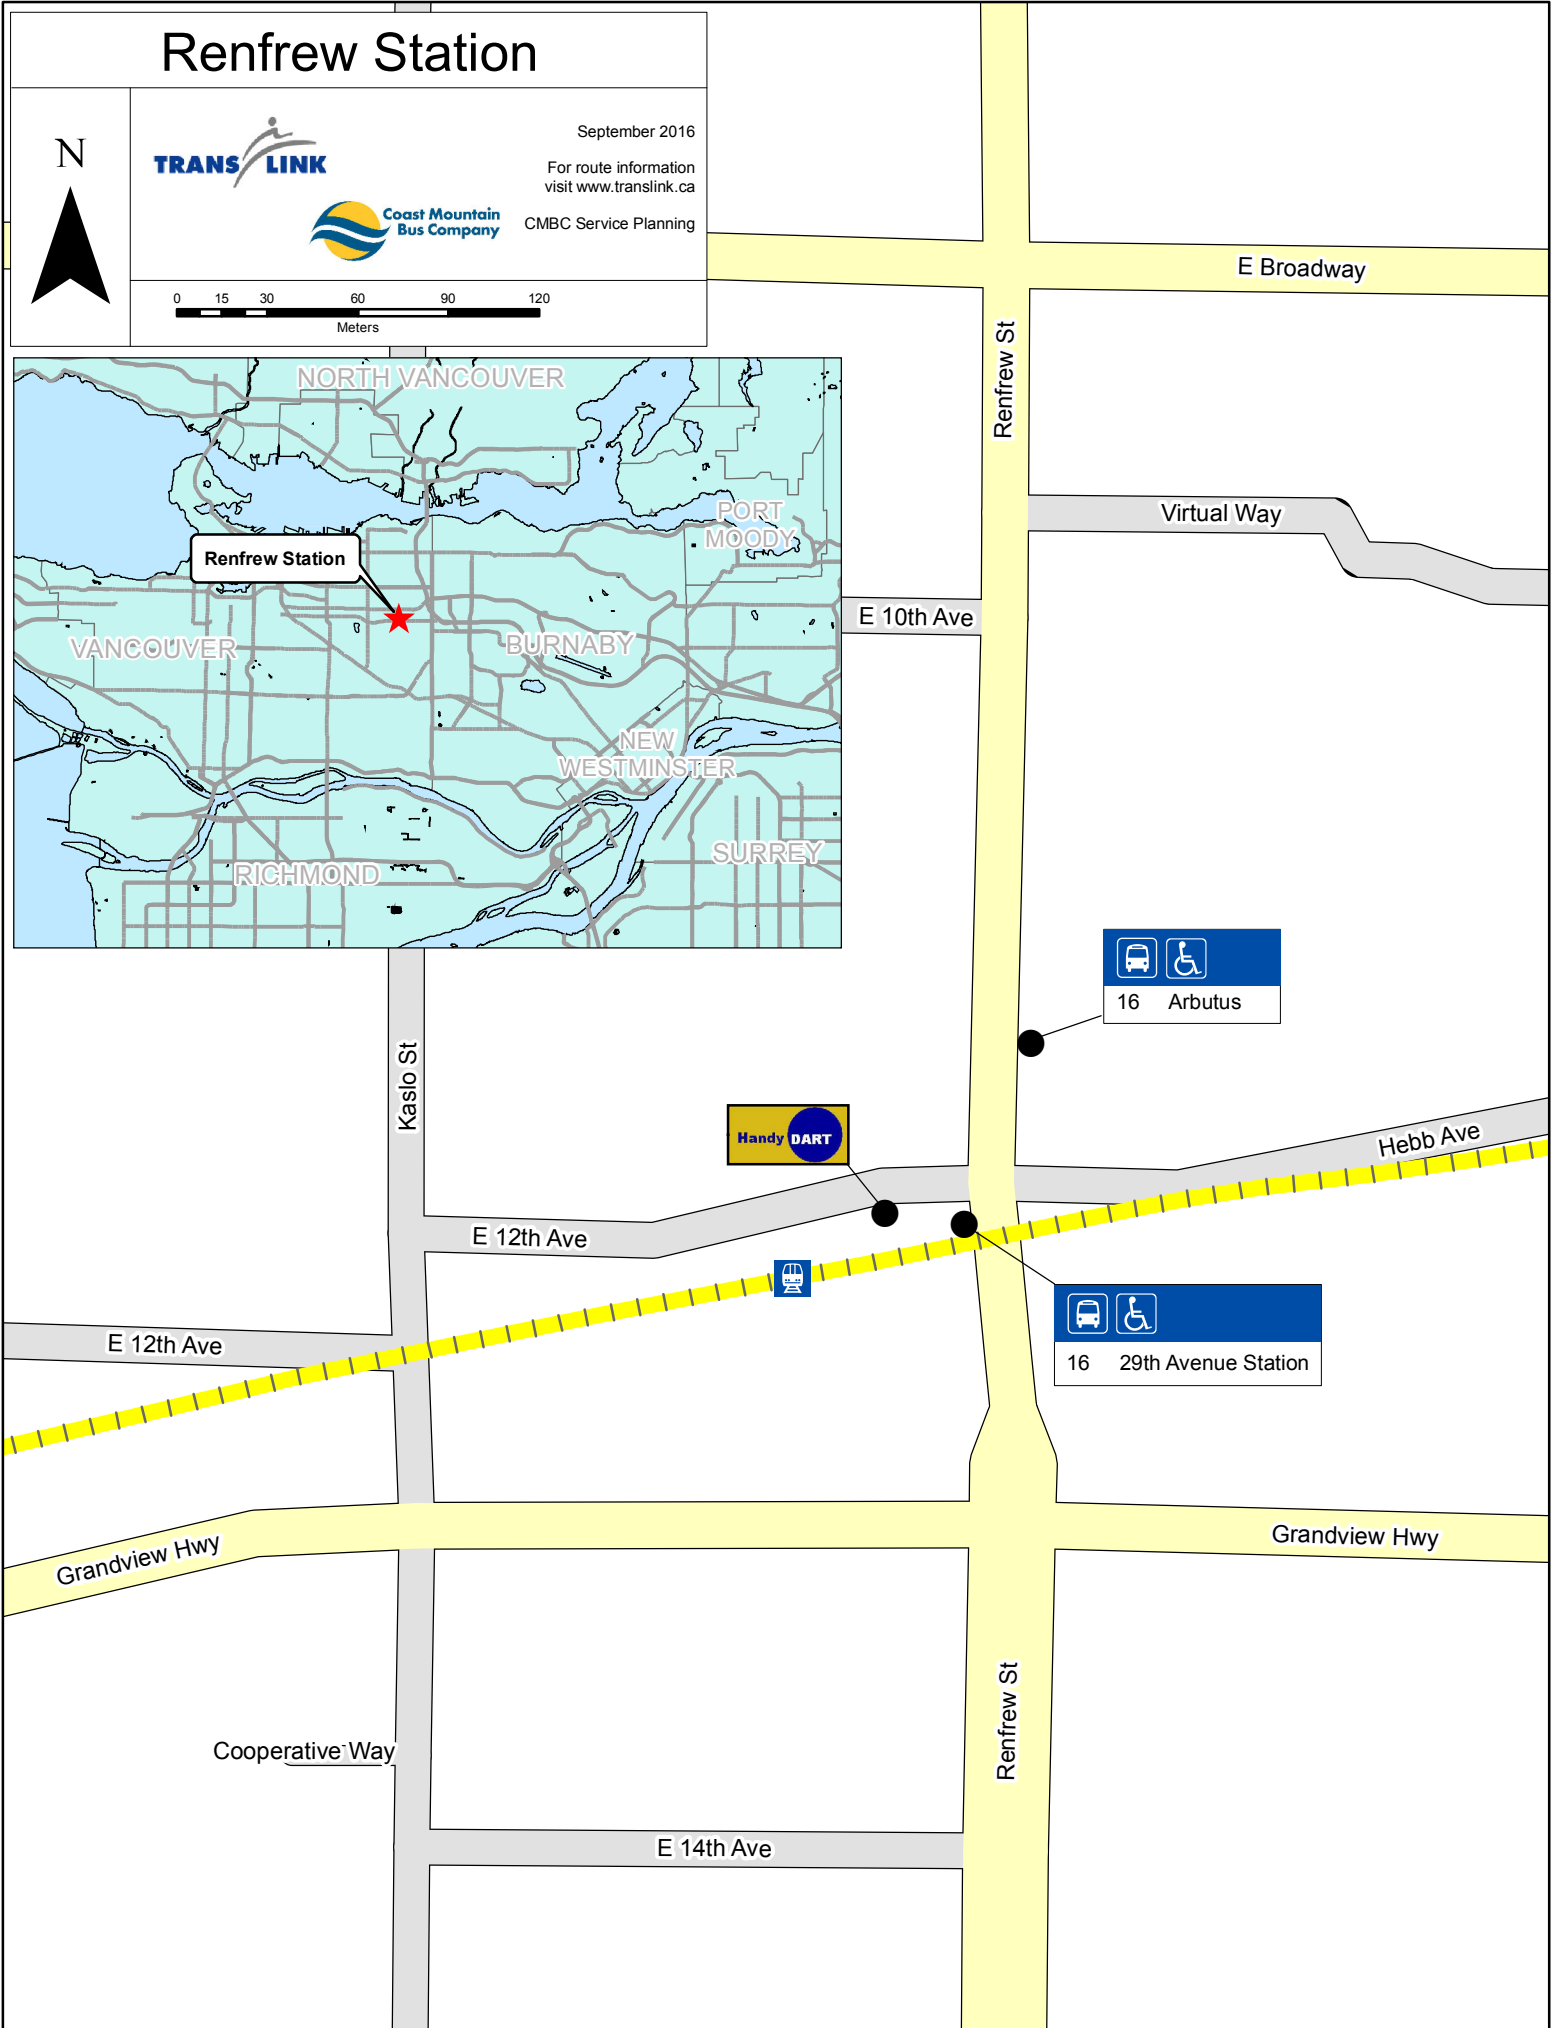 Renfrew Station
N
TRANS LINK
September 2016
For route information
visit www.translink.ca
Coast Mountain
Bus Company
CMBC Service Planning
0 15 30 60 90 120
Meters
E Broadway
Renfrew St
NORTH VANCOUVER
PORT
MOODY
Renfrew Station
VANCOUVER
BURNABY
NEW
WESTMINSTER
SURREY
RICHMOND
Virtual Way
E 10th Ave
16 Arbutus
Kaslo St
Handy DART
Hebb Ave
E 12th Ave
E 12th Ave
16 29th Avenue Station
Grandview Hwy
Grandview Hwy
Renfrew St
Cooperative Way
E 14th Ave